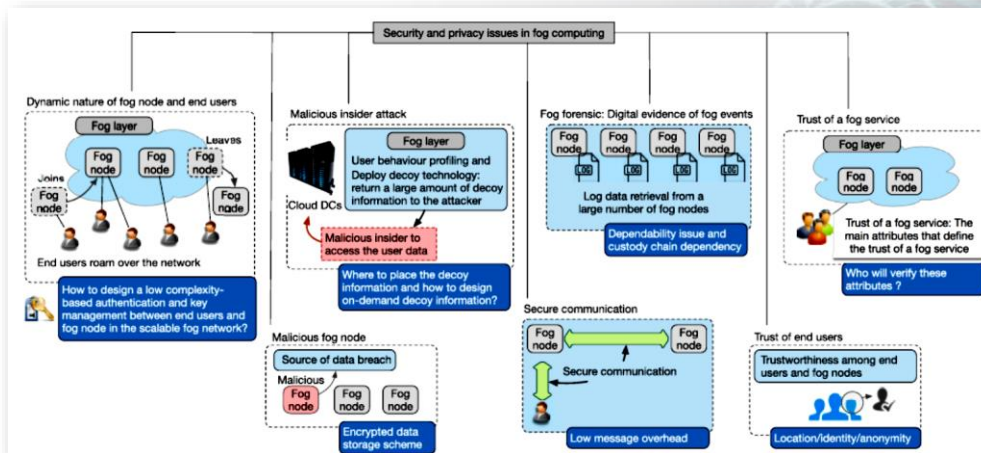 Security and privacy issues in fog computing
Dynamic nature of fog node and end users
Fog layer
Leaves
Fog
node
Fog
node
Fog
node
Joins
Fog
node
Fog
node
End users roam over the network
How to design a low complexity-
based authentication and key
management between end users and
fog node in the scalable fog network?
Malicious insider attack
Fog layer
User behaviour profiling and
Deploy decoy technology:
return a large amount of decoy
information to the attacker
Cloud DCs
Malicious insider to
access the user data
Where to place the decoy
information and how to design
on-demand decoy information?
Malicious fog node
Source of data breach
Malicious
Fog
node
Fog
node
Fog
node
Encrypted data
storage scheme
Fog forensic: Digital evidence of fog events
Fog
node
Fog
node
Fog
node
Fog
node
LOG
LOG
LOG
LOG
Log data retrieval from a
large number of fog nodes
Dependability issue and
custody chain dependency
Secure communication
Fog
node
Fog
node
Secure communication
Low message overhead
Trust of a fog service
Fog layer
Fog
node
Fog
node
Trust of a fog service: The
main attributes that define
the trust of a fog service
Who will verify these
attributes ?
Trust of end users
Trustworthiness among end
users and fog nodes
Location/identity/anonymity